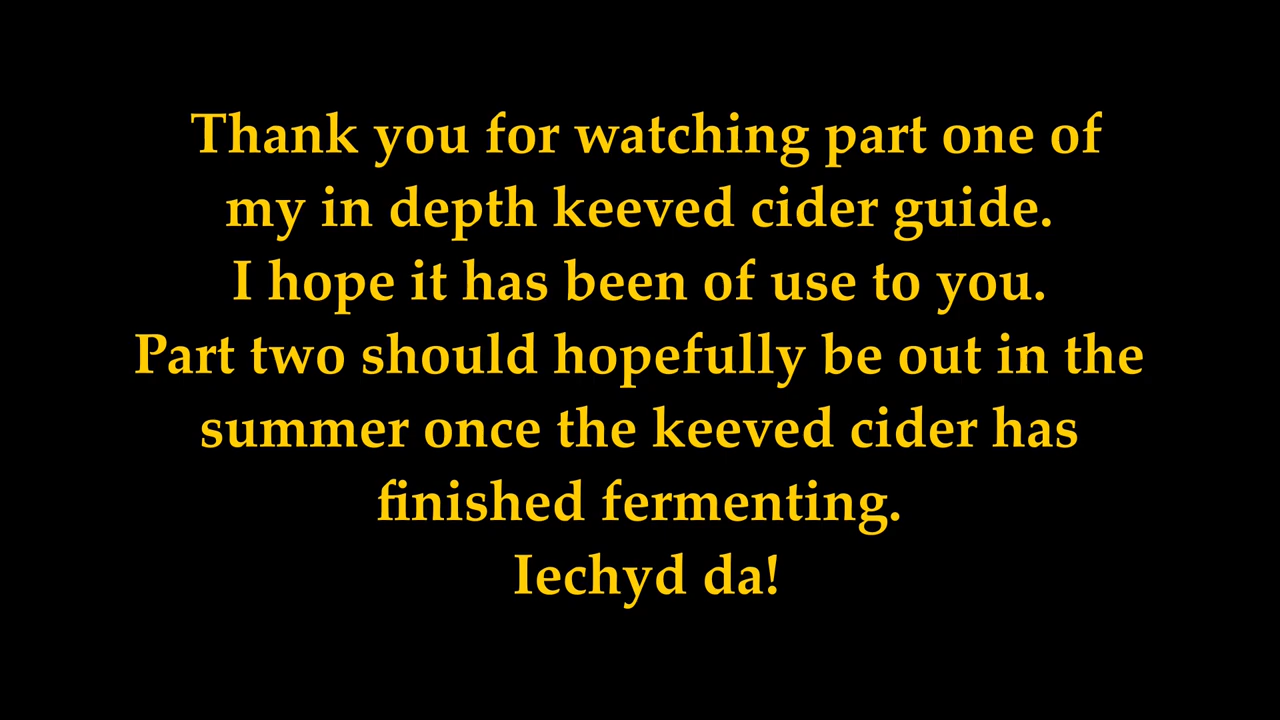 Thank you for watching part one of
my in depth keeved cider guide.
I hope it has been of use to you.
Part two should hopefully be out in the
summer once the keeved cider has
finished fermenting.
Iechyd da!